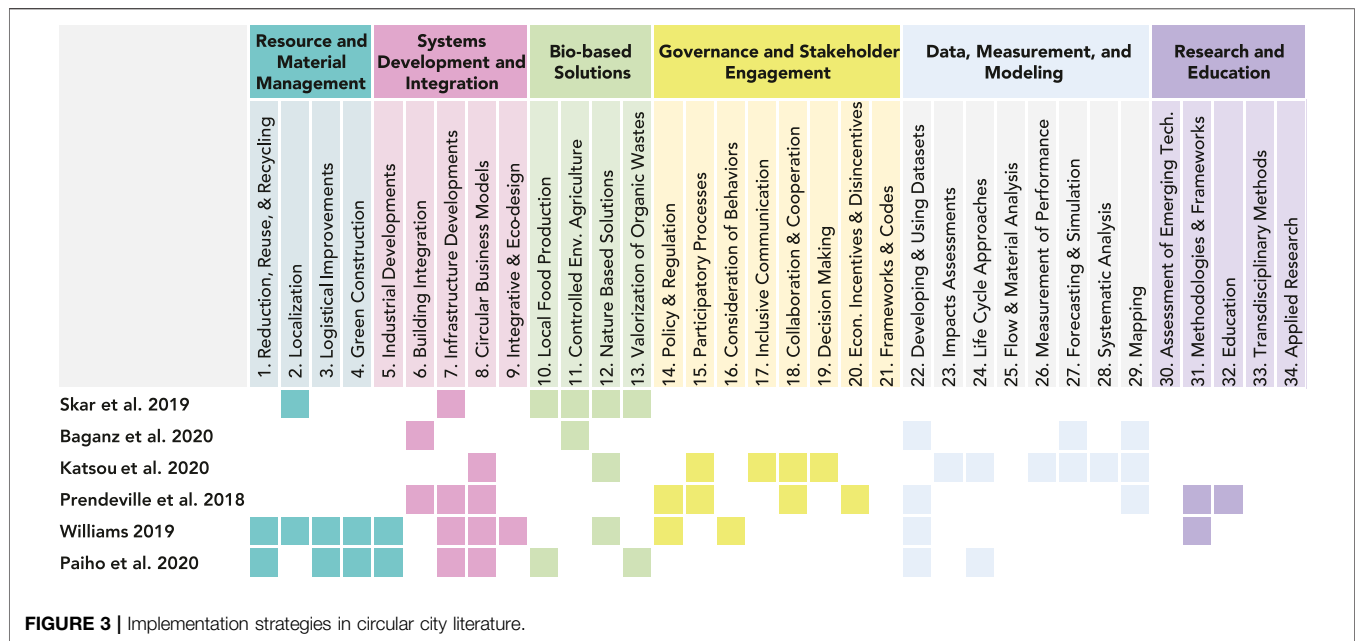 Resource and
Material
Management
Systems
Development and
Integration
Bio-based
Solutions
Governance and Stakeholder
Engagement
Data, Measurement, and
Modeling
Research and
Education
1. Reduction, Reuse, & Recycling
2. Localization
3. Logistical Improvements
4. Green Construction
5. Industrial Developments
6. Building Integration
7. Infrastructure Developments
8. Circular Business Models
9. Integrative & Eco-design
10. Local Food Production
11. Controlled Env. Agriculture
12. Nature Based Solutions
13. Valorization of Organic Wastes
14. Policy & Regulation
15. Participatory Processes
16. Consideration of Behaviors
17. Inclusive Communication
18. Collaboration & Cooperation
19. Decision Making
20. Econ. Incentives & Disincentives
21. Frameworks & Codes
22. Developing & Using Datasets
23. Impacts Assessments
24. Life Cycle Approaches
25. Flow & Material Analysis
26. Measurement of Performance
27. Forecasting & Simulation
28. Systematic Analysis
29. Mapping
30. Assessment of Emerging Tech.
31. Methodologies & Frameworks
32. Education
33. Transdisciplinary Methods
34. Applied Research
Skar et al. 2019
Baganz et al. 2020
Katsou et al. 2020
Prendeville et al. 2018
Williams 2019
Paiho et al. 2020
FIGURE 3 | Implementation strategies in circular city literature.